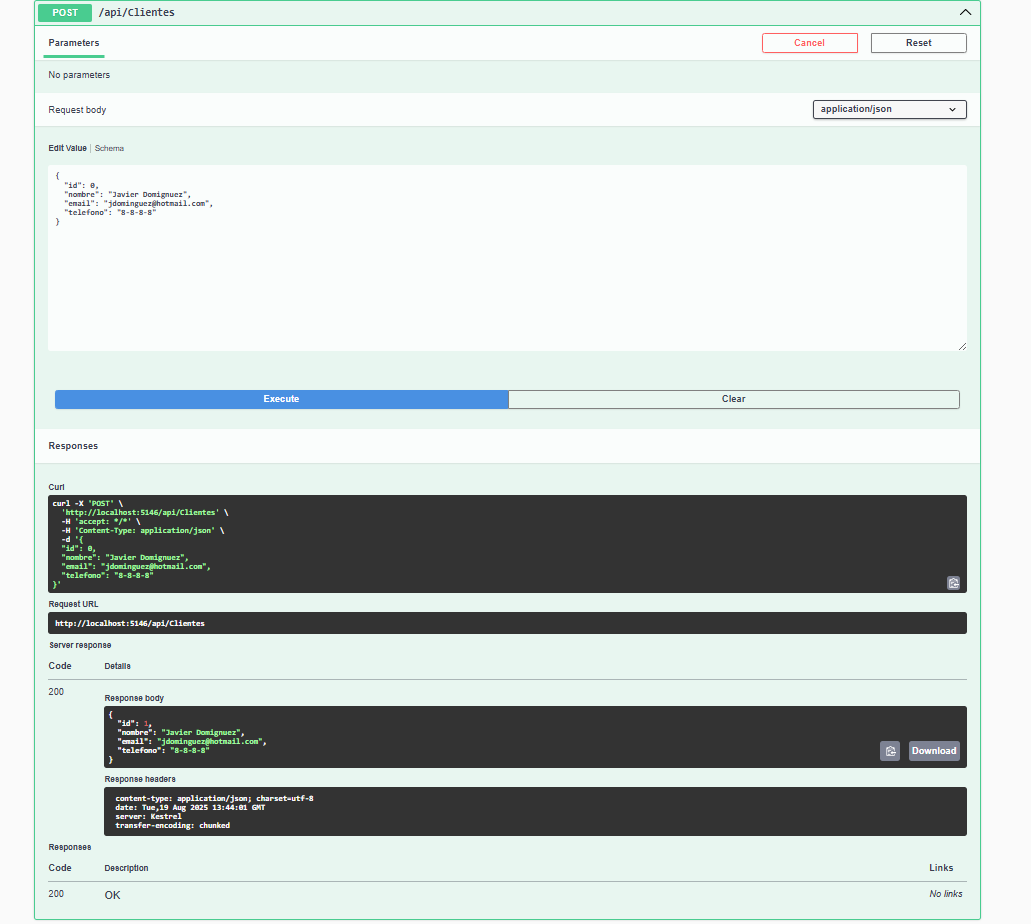 POST /api/Clientes
Parameters Cancel Reset
No parameters
Request body application/json
Edit Value | Schema
{
  "id": 0,
  "nombre": "Javier Domignuez",
  "email": "jdominguez@hotmail.com",
  "telefono": "8-8-8-8"
}
Execute Clear
Responses
Curl
curl -X 'POST' \
  'http://localhost:5146/api/Clientes' \
  -H 'accept: */*' \
  -H 'Content-Type: application/json' \
  -d '{
  "id": 0,
  "nombre": "Javier Domignuez",
  "email": "jdominguez@hotmail.com",
  "telefono": "8-8-8-8"
}'
Request URL
http://localhost:5146/api/Clientes
Server response
Code Details
200
Response body
{
  "id": 1,
  "nombre": "Javier Domignuez",
  "email": "jdominguez@hotmail.com",
  "telefono": "8-8-8-8"
}
Download
Response headers
content-type: application/json; charset=utf-8
date: Tue,19 Aug 2025 13:44:01 GMT
server: Kestrel
transfer-encoding: chunked
Responses
Code Description Links
200 OK No links